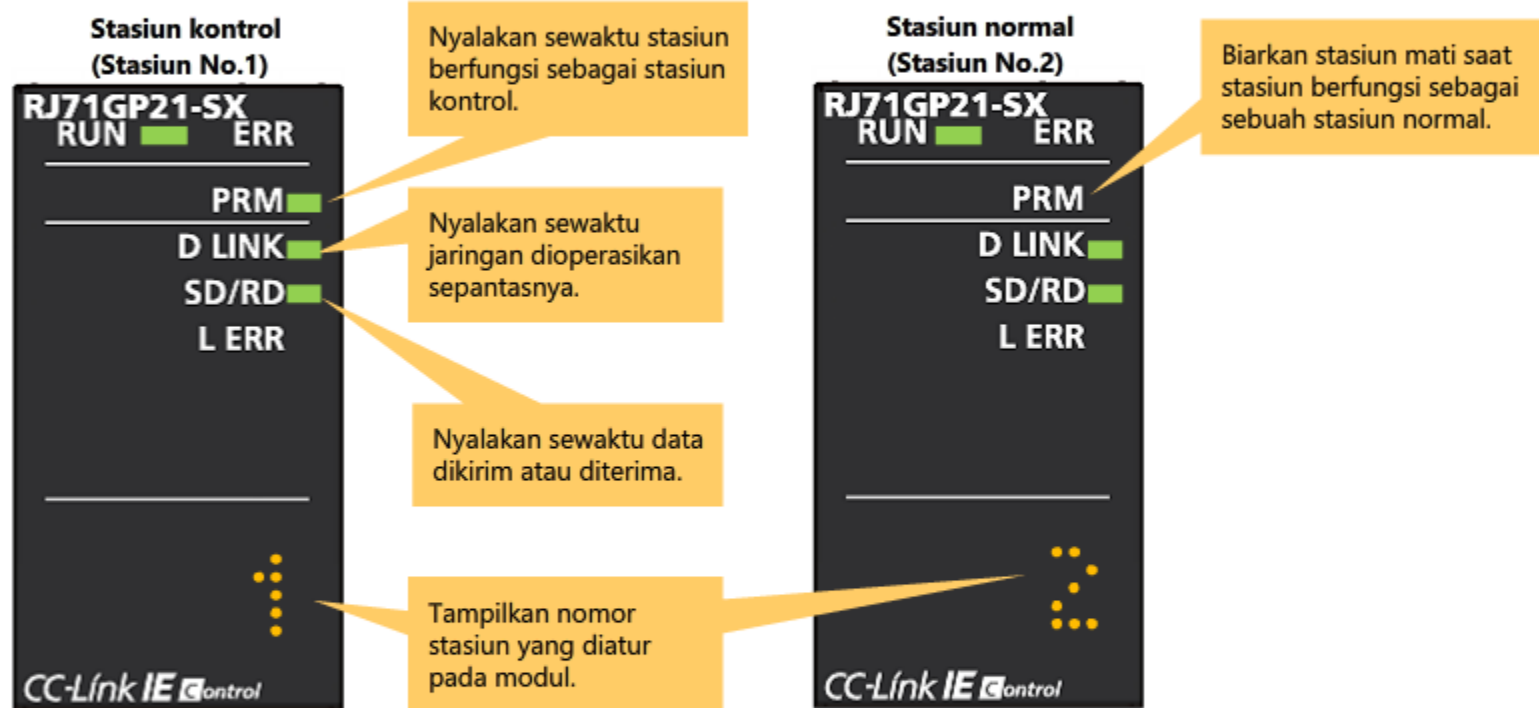 Stasiun kontrol
(Stasiun No.1)
RJ71GP21-SX
RUN ERR
PRM
D LINK
SD/RD
L ERR
1
CC-Link IE Control
Nyalakan sewaktu stasiun
berfungsi sebagai stasiun
kontrol.
Nyalakan sewaktu
jaringan dioperasikan
sepantasnya.
Nyalakan sewaktu data
dikirim atau diterima.
Tampilkan nomor
stasiun yang diatur
pada modul.
Stasiun normal
(Stasiun No.2)
RJ71GP21-SX
RUN ERR
PRM
D LINK
SD/RD
L ERR
2
CC-Link IE Control
Biarkan stasiun mati saat
stasiun berfungsi sebagai
sebuah stasiun normal.